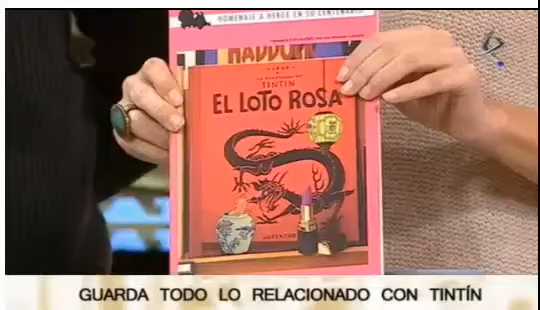 HOMENAJE A HERGÉ EN SU CENTENARIO
HADDOCK
HERGÉ
LAS AVENTURAS DE
TINTIN
EL LOTO ROSA
JUVENTUD
GUARDA TODO LO RELACIONADO CON TINTÍN